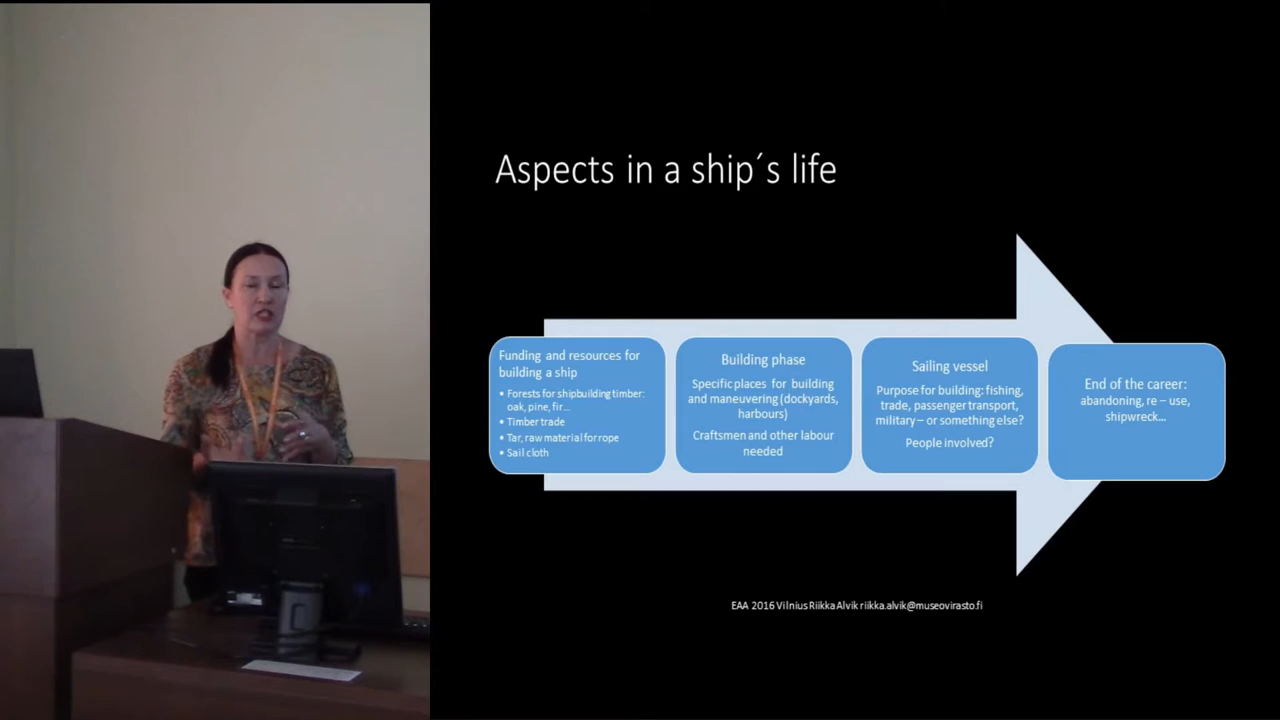 Aspects in a ship´s life
Funding and resources for
building a ship
• Forests for shipbuilding timber:
oak, pine, fir...
• Timber trade
• Tar, raw material for rope
• Sail cloth
Building phase
Specific places for building
and maneuvering (dockyards,
harbours)
Craftsmen and other labour
needed
Sailing vessel
Purpose for building: fishing,
trade, passenger transport,
military – or something else?
People involved?
End of the career:
abandoning, re – use,
shipwreck...
EAA 2016 Vilnius Riikka Alvik riikka.alvik@museovirasto.fi